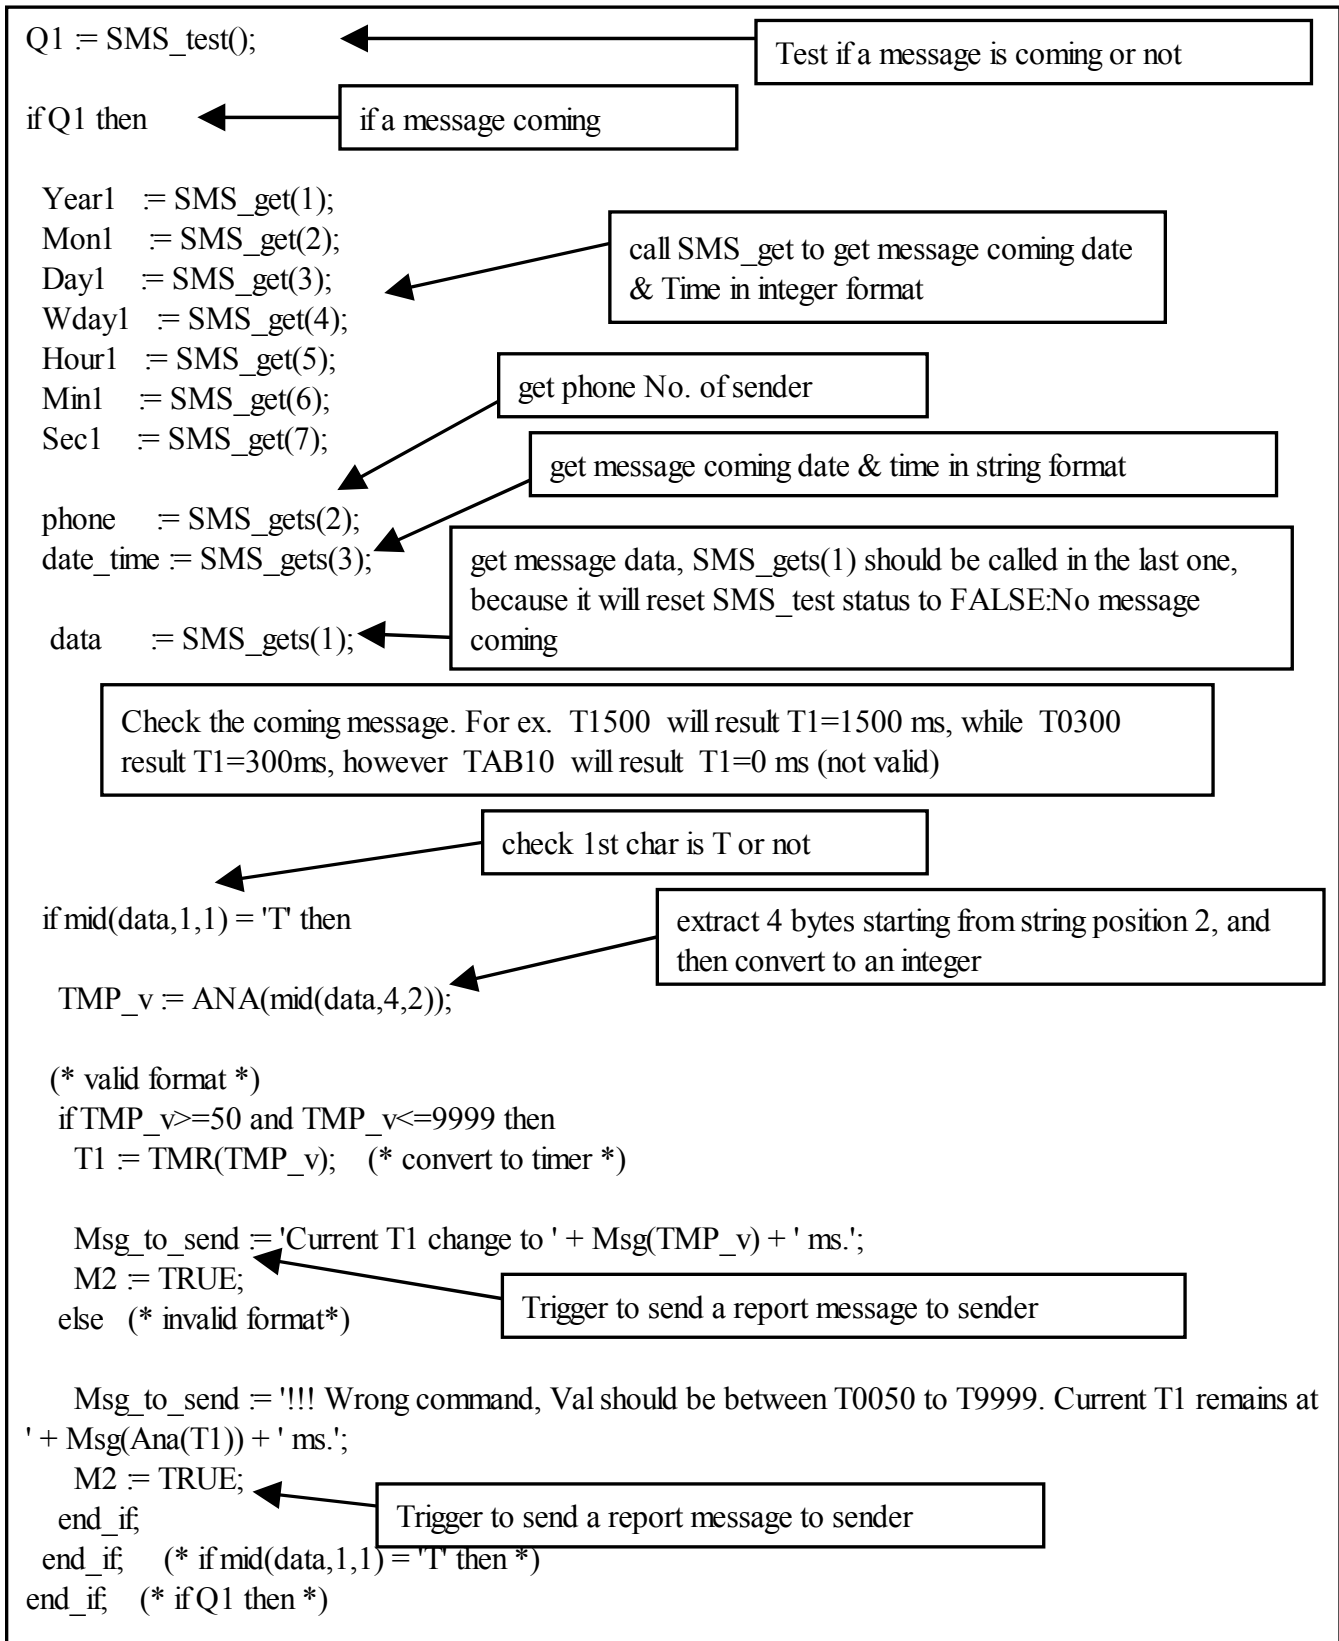 Q1 := SMS_test();
Test if a message is coming or not
if Q1 then
if a message coming
Year1 := SMS_get(1);
Mon1 := SMS_get(2);
Day1 := SMS_get(3);
Wday1 := SMS_get(4);
Hour1 := SMS_get(5);
Min1 := SMS_get(6);
Sec1 := SMS_get(7);
call SMS_get to get message coming date
& Time in integer format
get phone No. of sender
get message coming date & time in string format
phone := SMS_gets(2);
date_time := SMS_gets(3);
get message data, SMS_gets(1) should be called in the last one,
because it will reset SMS_test status to FALSE:No message
coming
data := SMS_gets(1);
Check the coming message. For ex. T1500 will result T1=1500 ms, while T0300
result T1=300ms, however TAB10 will result T1=0 ms (not valid)
check 1st char is T or not
if mid(data,1,1) = 'T' then
extract 4 bytes starting from string position 2, and
then convert to an integer
TMP_v := ANA(mid(data,4,2));
(* valid format *)
if TMP_v>=50 and TMP_v<=9999 then
T1 := TMR(TMP_v); (* convert to timer *)
Msg_to_send := 'Current T1 change to ' + Msg(TMP_v) + ' ms.';
M2 := TRUE;
Trigger to send a report message to sender
else (* invalid format*)
Msg_to_send := '!!! Wrong command, Val should be between T0050 to T9999. Current T1 remains at
' + Msg(Ana(T1)) + ' ms.';
M2 := TRUE;
Trigger to send a report message to sender
end_if;
end_if; (* if mid(data,1,1) = 'T' then *)
end_if; (* if Q1 then *)